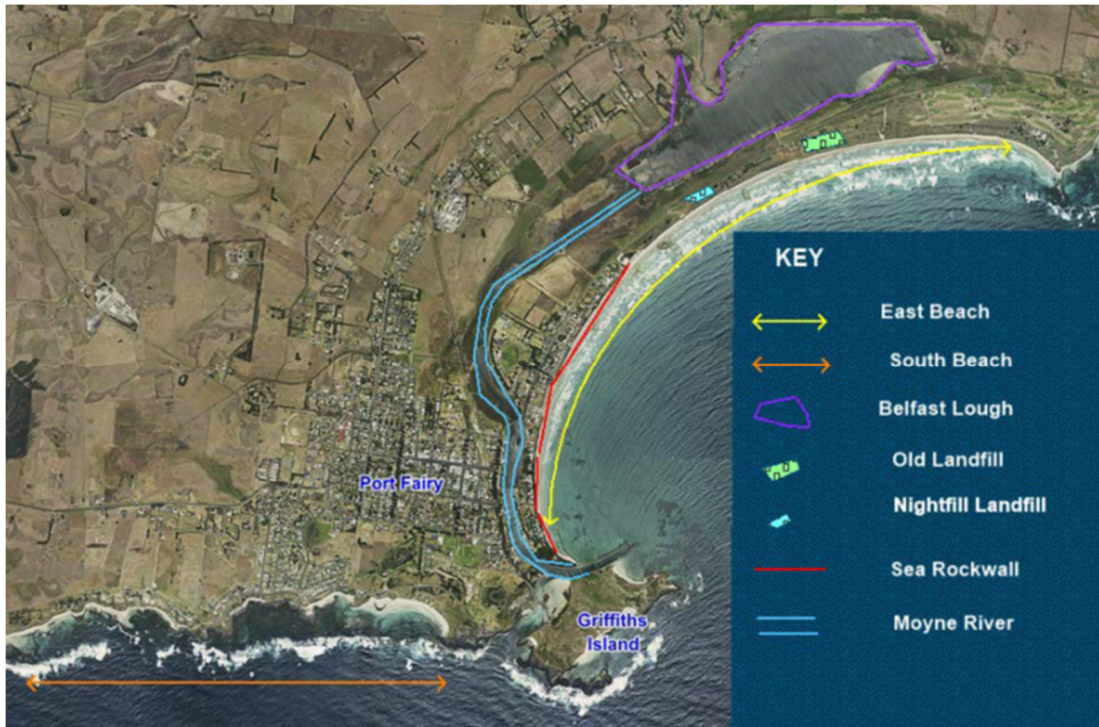 KEY
East Beach
South Beach
Belfast Lough
Old Landfill
Nightfill Landfill
Sea Rockwall
Moyne River
Port Fairy
Griffiths
Island